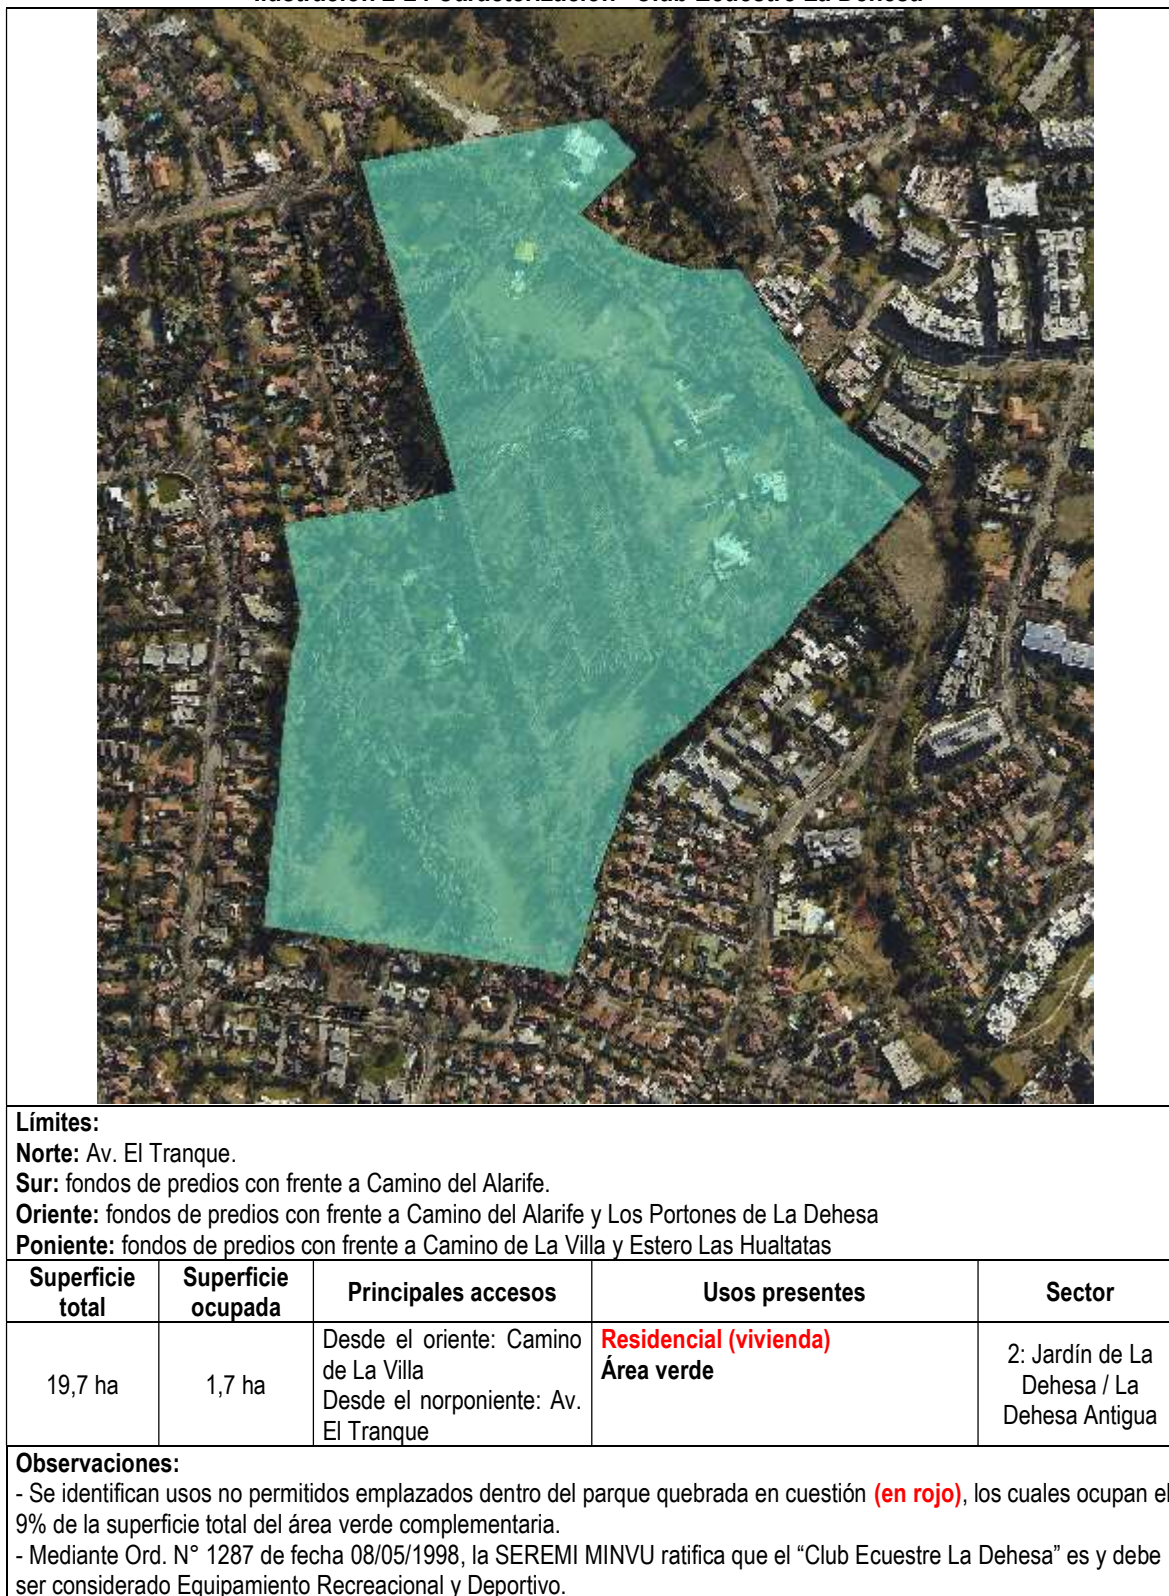 Límites:
Norte: Av. El Tranque.
Sur: fondos de predios con frente a Camino del Alarife.
Oriente: fondos de predios con frente a Camino del Alarife y Los Portones de La Dehesa
Poniente: fondos de predios con frente a Camino de La Villa y Estero Las Hualtatas
Superficie total
Superficie ocupada
Principales accesos
Usos presentes
Sector
19,7 ha
1,7 ha
Desde el oriente: Camino
de La Villa
Desde el norponiente: Av.
El Tranque
Residencial (vivienda)
Área verde
2: Jardín de La
Dehesa / La
Dehesa Antigua
Observaciones:
- Se identifican usos no permitidos emplazados dentro del parque quebrada en cuestión (en rojo), los cuales ocupan el
9% de la superficie total del área verde complementaria.
- Mediante Ord. N° 1287 de fecha 08/05/1998, la SEREMI MINVU ratifica que el “Club Ecuestre La Dehesa” es y debe
ser considerado Equipamiento Recreacional y Deportivo.